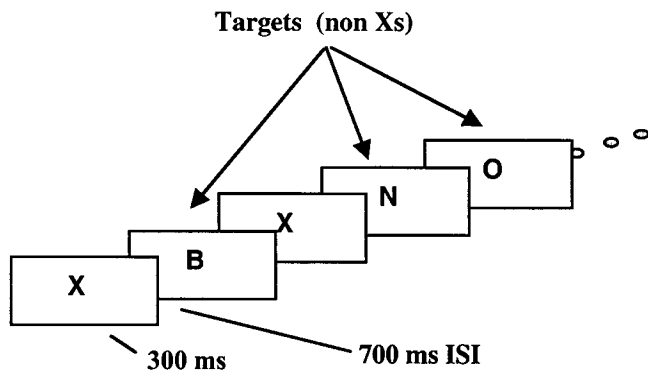 Targets (non Xs)
O
N
X
B
X
300 ms
700 ms ISI